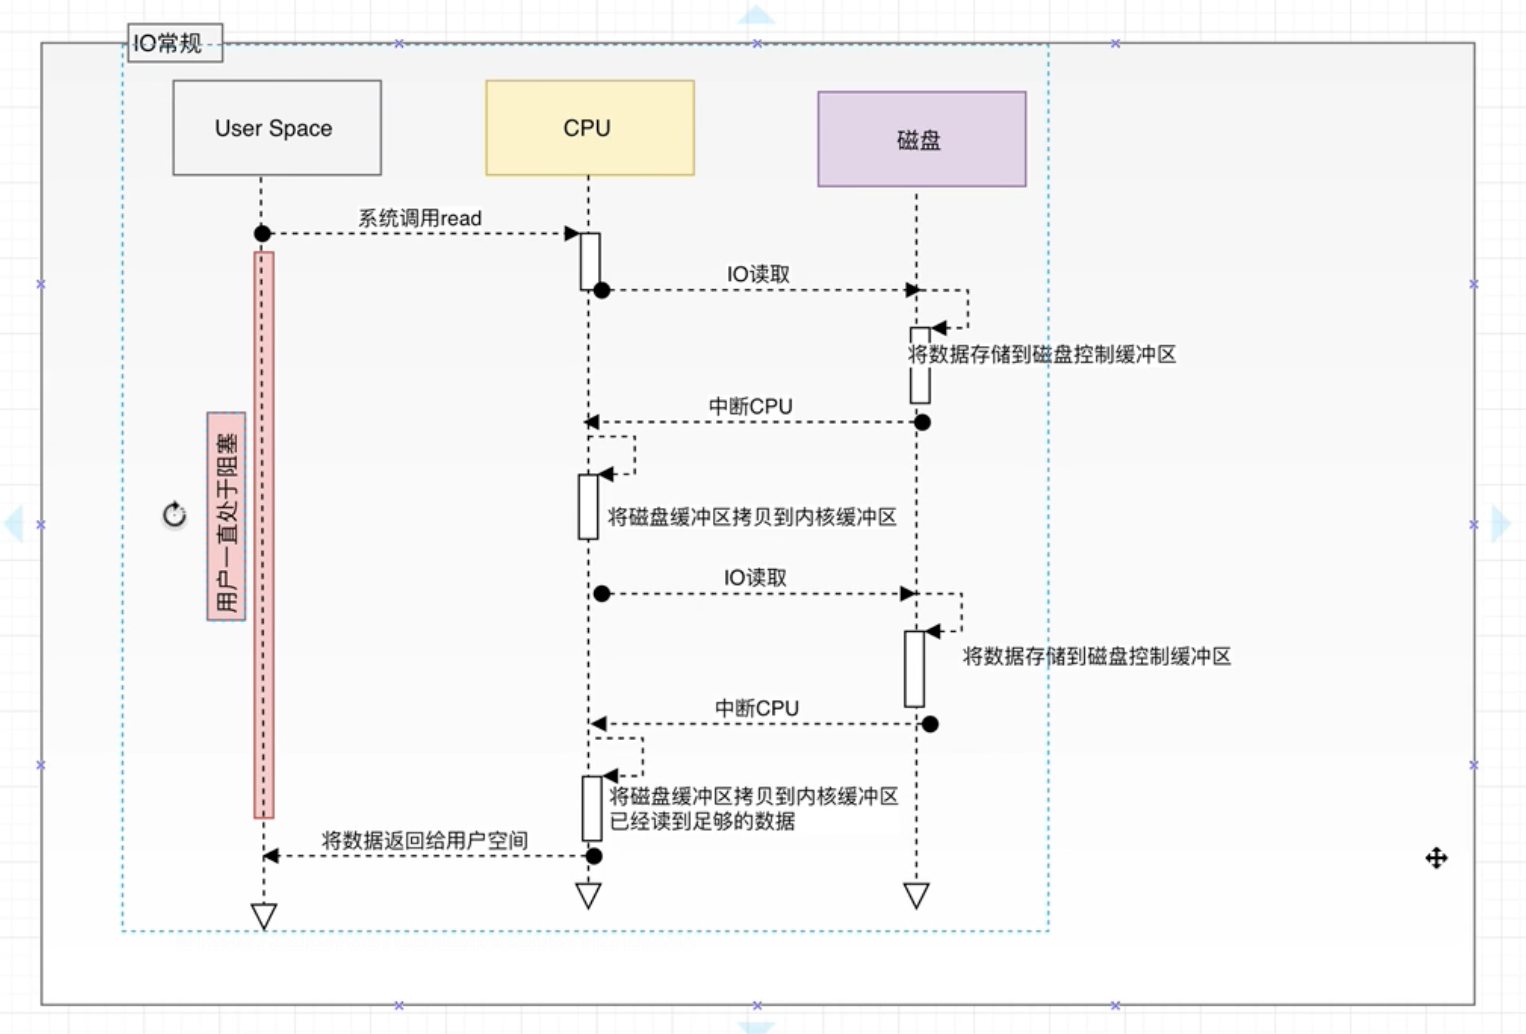 IO常规
User Space
CPU
磁盘
系统调用read
IO读取
将数据存储到磁盘控制缓冲区
中断CPU
用户一直处于阻塞
将磁盘缓冲区拷贝到内核缓冲区
IO读取
将数据存储到磁盘控制缓冲区
中断CPU
将磁盘缓冲区拷贝到内核缓冲区
已经读到足够的数据
将数据返回给用户空间